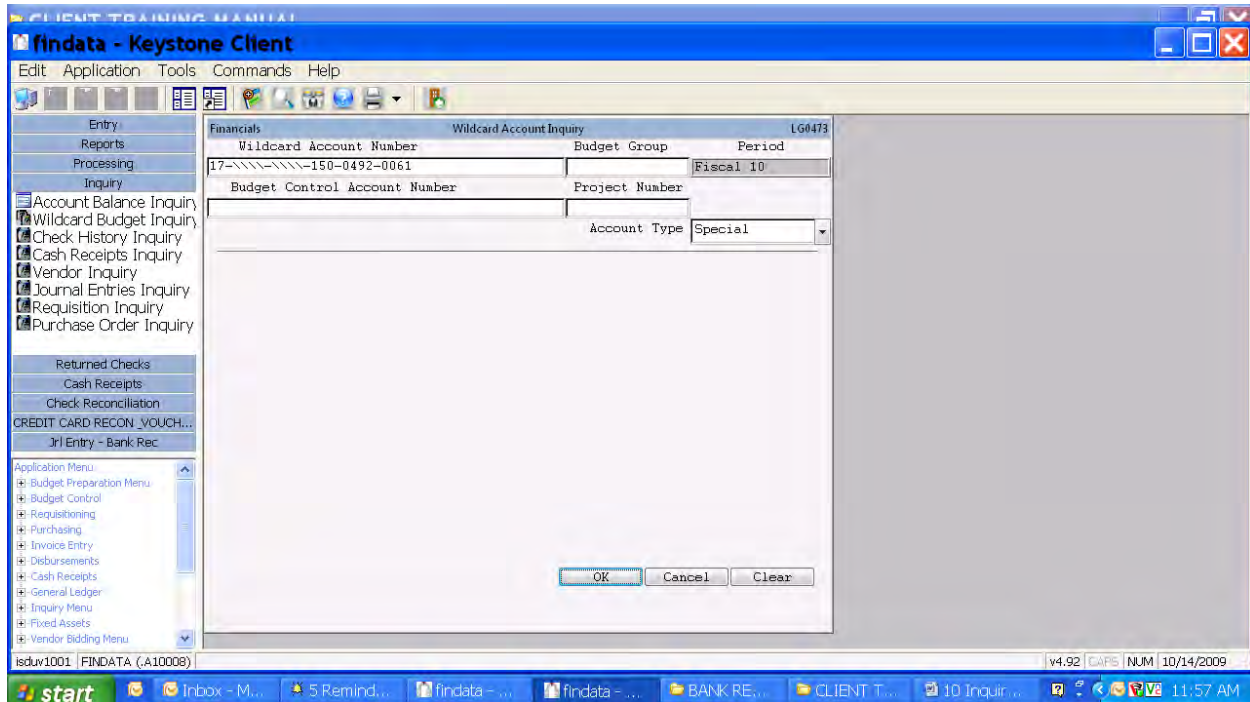 CLIENT TRAINING MANUAL
findata - Keystone Client
Edit Application Tools Commands Help
Entry
Reports
Processing
Inquiry
Account Balance Inquiry
Wildcard Budget Inquiry
Check History Inquiry
Cash Receipts Inquiry
Vendor Inquiry
Journal Entries Inquiry
Requisition Inquiry
Purchase Order Inquiry
Returned Checks
Cash Receipts
Check Reconciliation
CREDIT CARD RECON _VOUCH...
Jrl Entry - Bank Rec
Application Menu
Budget Preparation Menu
Budget Control
Requisitioning
Purchasing
Invoice Entry
Disbursements
Cash Receipts
General Ledger
Inquiry Menu
Fixed Assets
Vendor Bidding Menu
Financials Wildcard Account Inquiry LG0473
Wildcard Account Number Budget Group Period
17-\\\\-\\\\-150-0492-0061 Fiscal 10
Budget Control Account Number Project Number
Account Type Special
OK Cancel Clear
isduv1001 FINDATA (.A10008) v4.92 CAPS NUM 10/14/2009
start Inbox - M... 5 Remind... findata - ... findata - ... BANK RE... CLIENT T... 10 Inquir... 11:57 AM